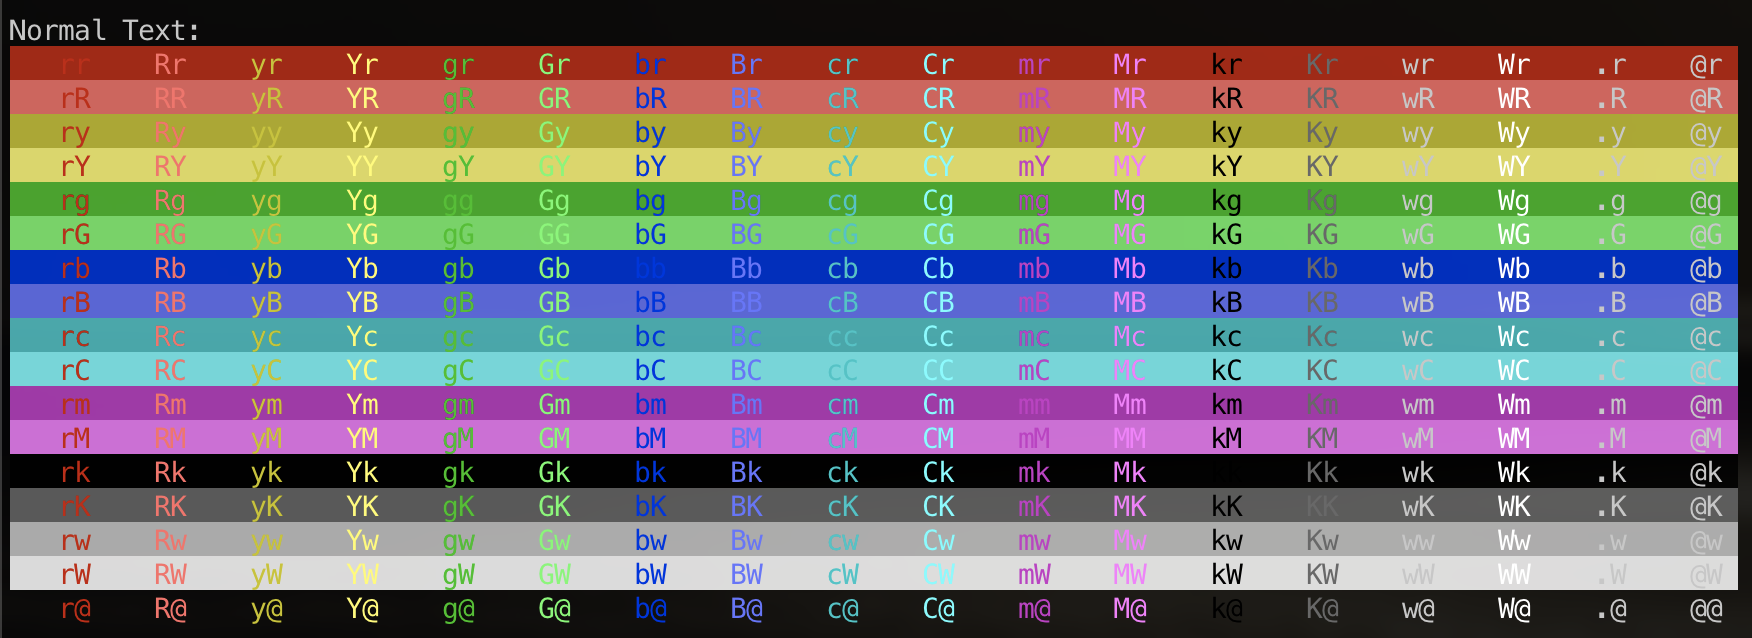 Normal Text:
rr Rr yr Yr gr Gr br Br cr Cr mr Mr kr Kr wr Wr .r @r
rR RR yR YR gR GR bR BR cR CR mR MR kR KR wR WR .R @R
ry Ry yy Yy gy Gy by By cy Cy my My ky Ky wy Wy .y @y
rY RY yY YY gY GY bY BY cY CY mY MY kY KY wY WY .Y @Y
rg Rg yg Yg gg Gg bg Bg cg Cg mg Mg kg Kg wg Wg .g @g
rG RG yG YG gG GG bG BG cG CG mG MG kG KG wG WG .G @G
rb Rb yb Yb gb Gb bb Bb cb Cb mb Mb kb Kb wb Wb .b @b
rB RB yB YB gB GB bB BB cB CB mB MB kB KB wB WB .B @B
rc Rc yc Yc gc Gc bc Bc cc Cc mc Mc kc Kc wc Wc .c @c
rC RC yC YC gC GC bC BC cC CC mC MC kC KC wC WC .C @C
rm Rm ym Ym gm Gm bm Bm cm Cm mm Mm km Km wm Wm .m @m
rM RM yM YM gM GM bM BM cM CM mM MM kM KM wM WM .M @M
rk Rk yk Yk gk Gk bk Bk ck Ck mk Mk Kk wk Wk .k @k
rK RK yK YK gK GK bK BK cK CK mK MK kK KK wK WK .K @K
rw Rw yw Yw gw Gw bw Bw cw Cw mw Mw kw Kw ww Ww .w @w
rW RW yW YW gW GW bW BW cW CW mW MW kW KW wW WW .W @W
r@ R@ y@ Y@ g@ G@ b@ B@ c@ C@ m@ M@ k@ K@ w@ W@ .@ @@